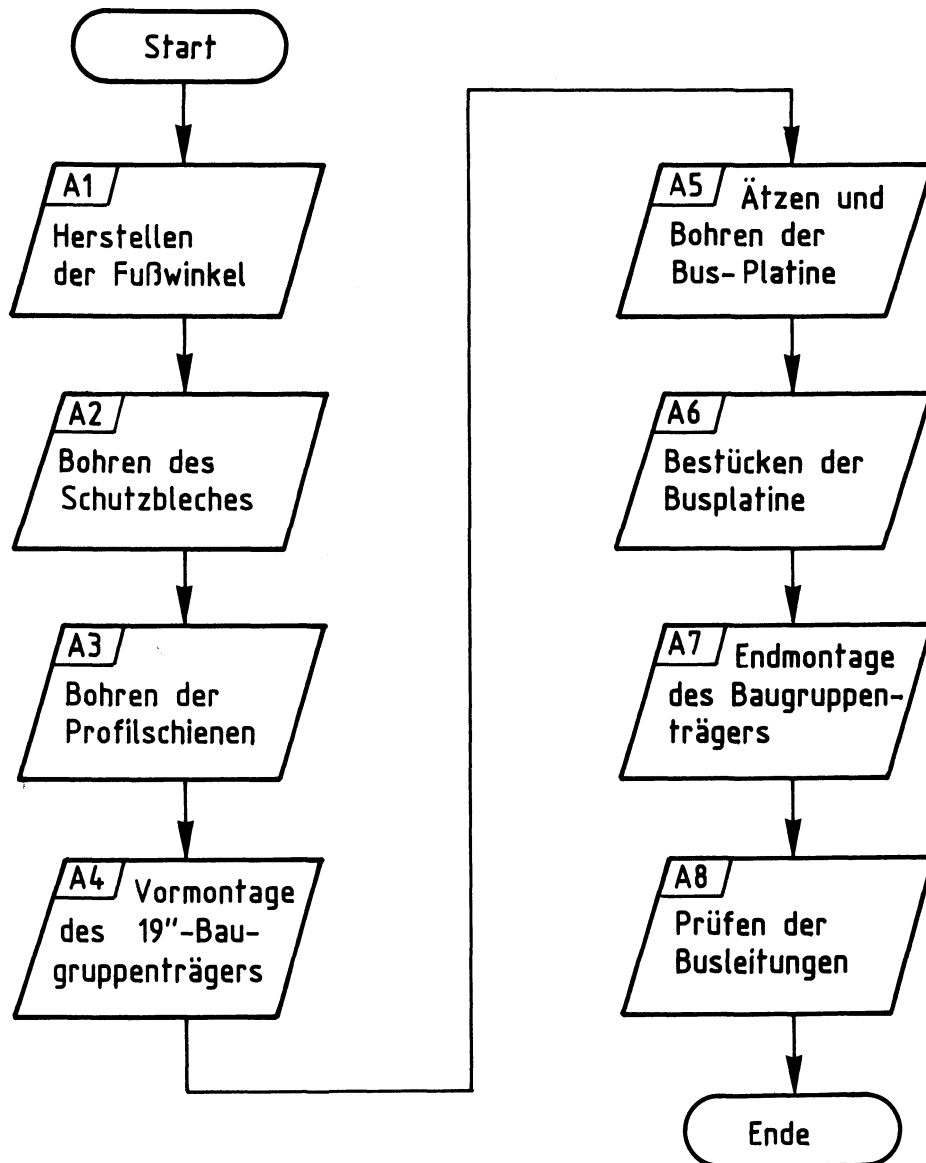 Start
A1
Herstellen
der Fußwinkel
A2
Bohren des
Schutzbleches
A3
Bohren der
Profilschienen
A4 Vormontage
des 19"-Bau-
gruppenträgers
A5 Ätzen und
Bohren der
Bus-Platine
A6
Bestücken der
Busplatine
A7 Endmontage
des Baugruppen-
trägers
A8
Prüfen der
Busleitungen
Ende